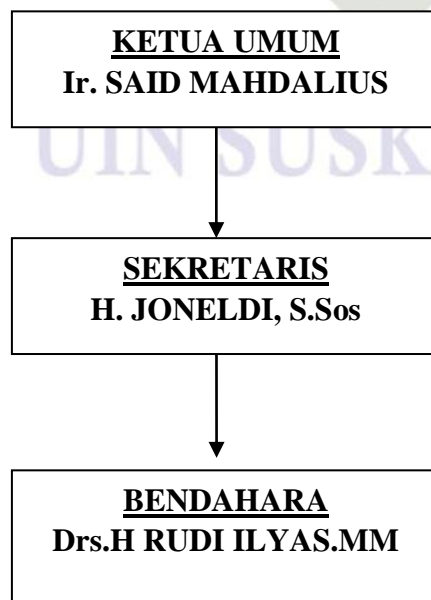 KETUA UMUM
Ir. SAID MAHDALIUS
UIN SUSK
SEKRETARIS
H. JONELDI, S.Sos
BENDAHARA
Drs.H RUDI ILYAS.MM